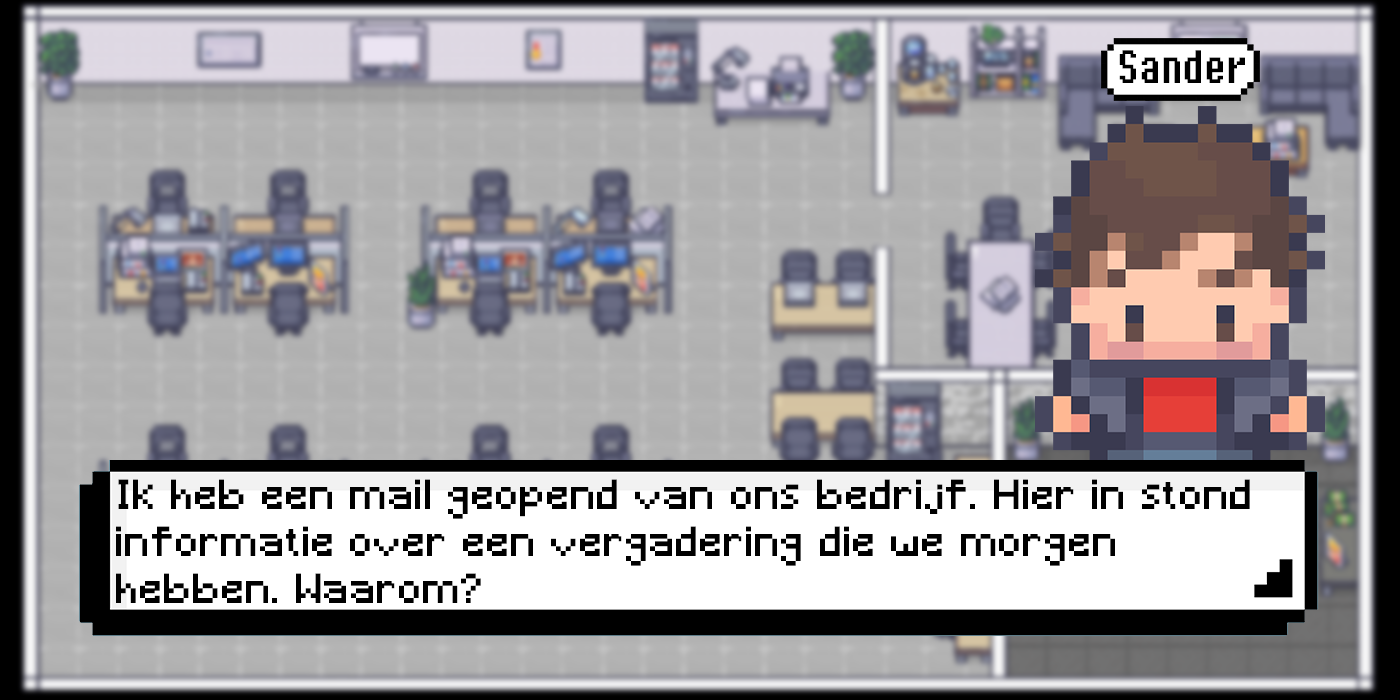 Sander
Ik heb een mail geopend van ons bedrijf. Hier in stond
informatie over een vergadering die we morgen
hebben. Waarom?